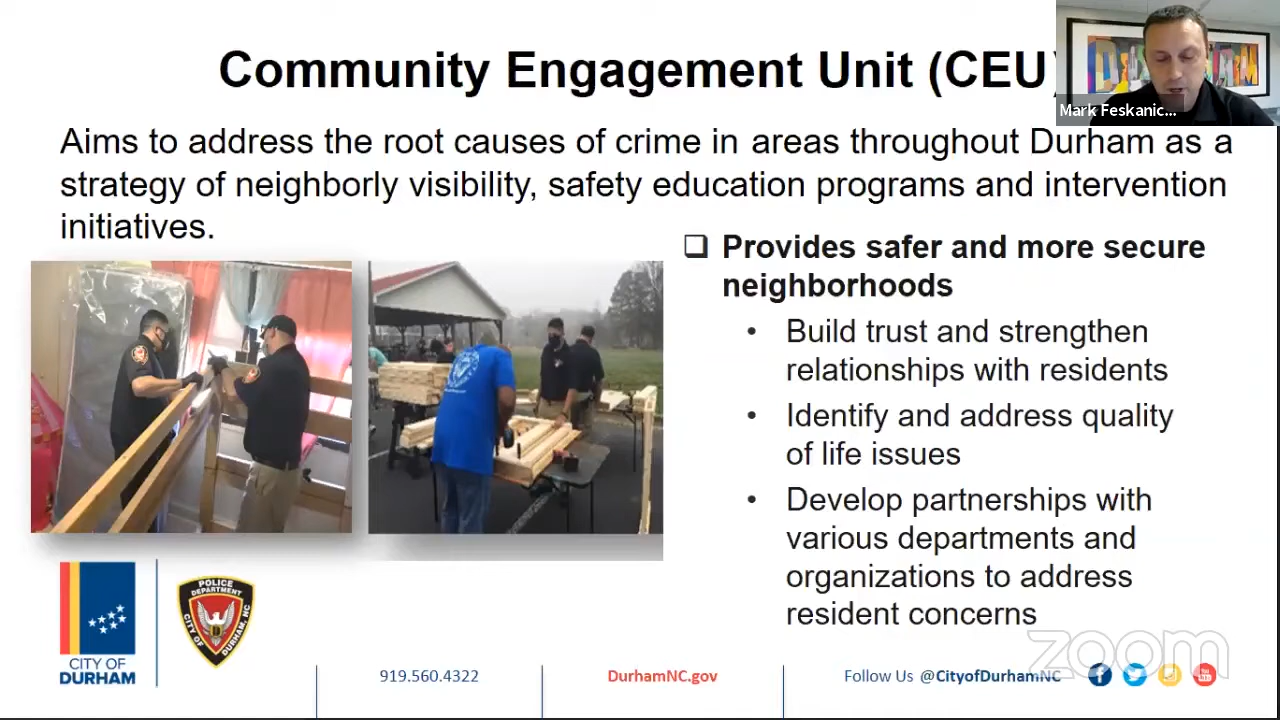 Community Engagement Unit (CEU)
Mark Feskanic...
Aims to address the root causes of crime in areas throughout Durham as a
strategy of neighborly visibility, safety education programs and intervention
initiatives.
❑ Provides safer and more secure
neighborhoods
• Build trust and strengthen
relationships with residents
• Identify and address quality
of life issues
• Develop partnerships with
various departments and
organizations to address
resident concerns
CITY OF
DURHAM
POLICE
DEPARTMENT
CITY OF
DURHAM, NC
919.560.4322
DurhamNC.gov
Follow Us @CityofDurhamNC
zoom